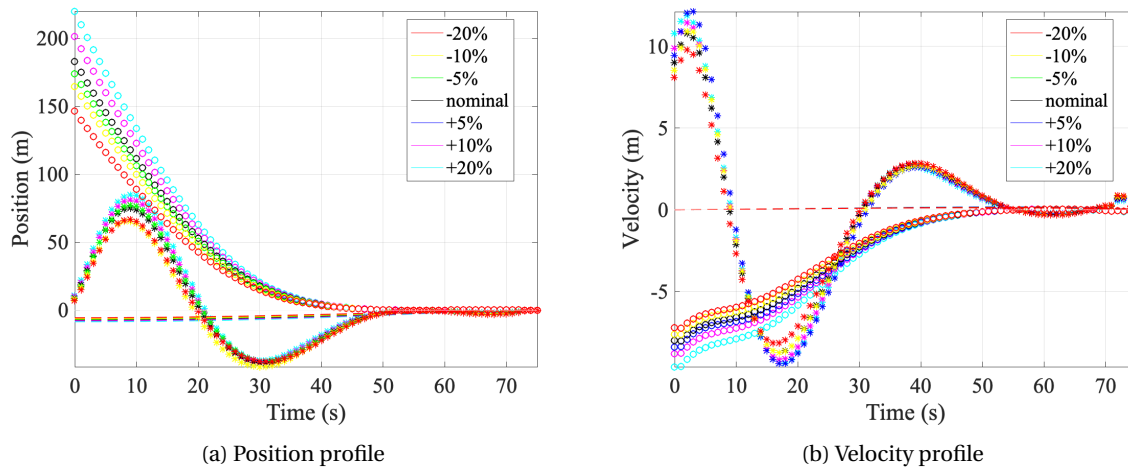 200
150
100
50
0
Position (m)
-20%
-10%
-5%
nominal
+5%
+10%
+20%
0 10 20 30 40 50 60 70
Time (s)
(a) Position profile
10
5
0
-5
Velocity (m)
-20%
-10%
-5%
nominal
+5%
+10%
+20%
0 10 20 30 40 50 60 70
Time (s)
(b) Velocity profile